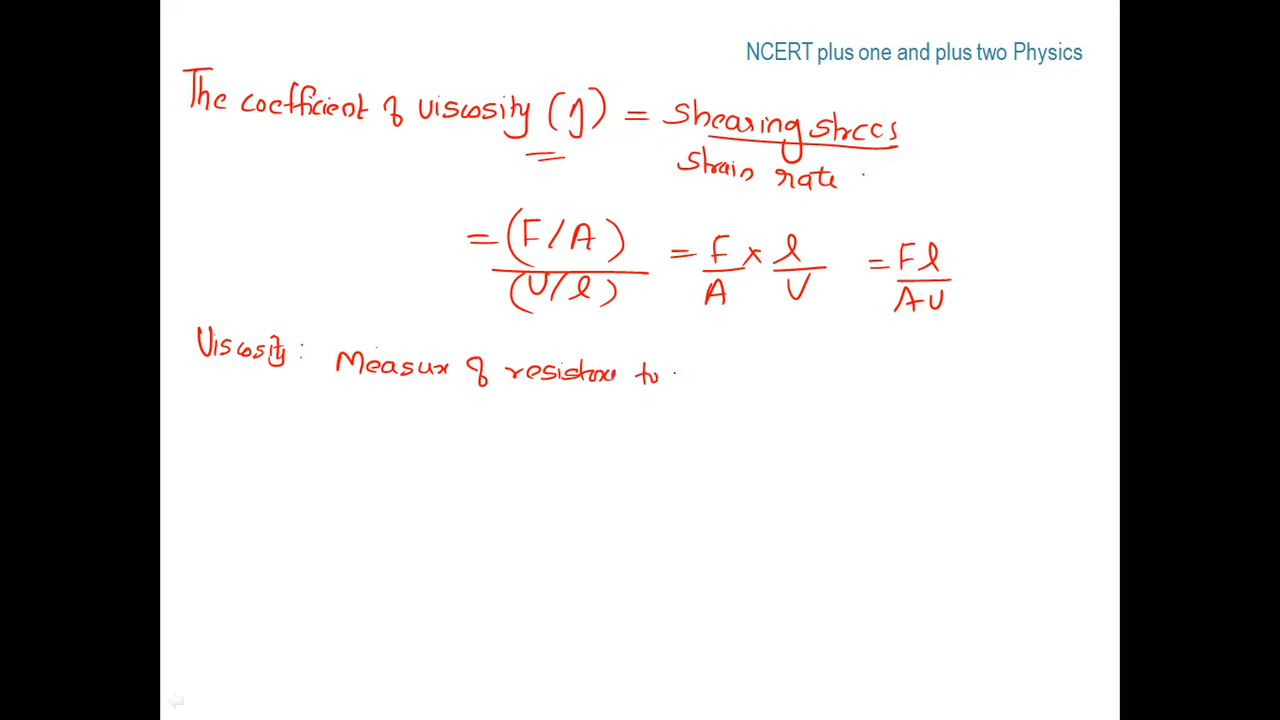 NCERT plus one and plus two Physics
The coefficient of viscosity (η) = Shearing stress / Strain rate
= (F/A) / (v/l) = F/A × l/v = Fl / Av
Viscosity : Measure of resistance to